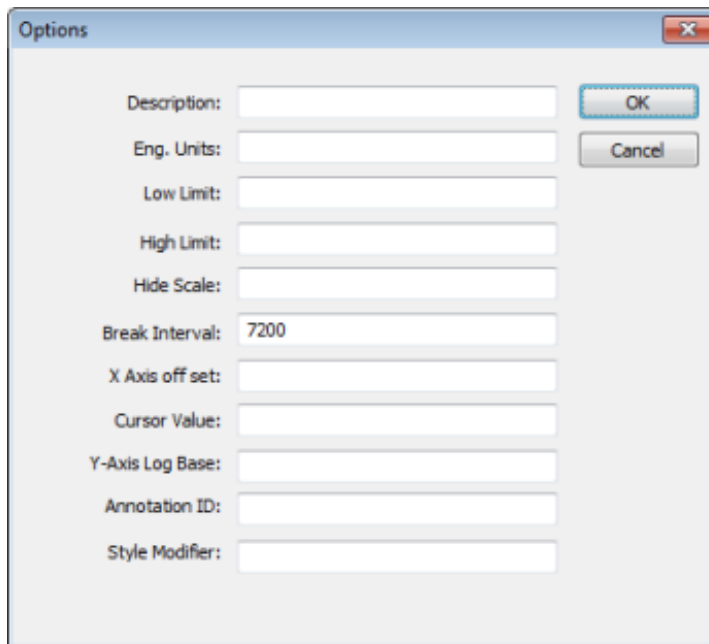 Options
Description:
OK
Eng. Units:
Cancel
Low Limit:
High Limit:
Hide Scale:
Break Interval: 7200
X Axis off set:
Cursor Value:
Y-Axis Log Base:
Annotation ID:
Style Modifier: